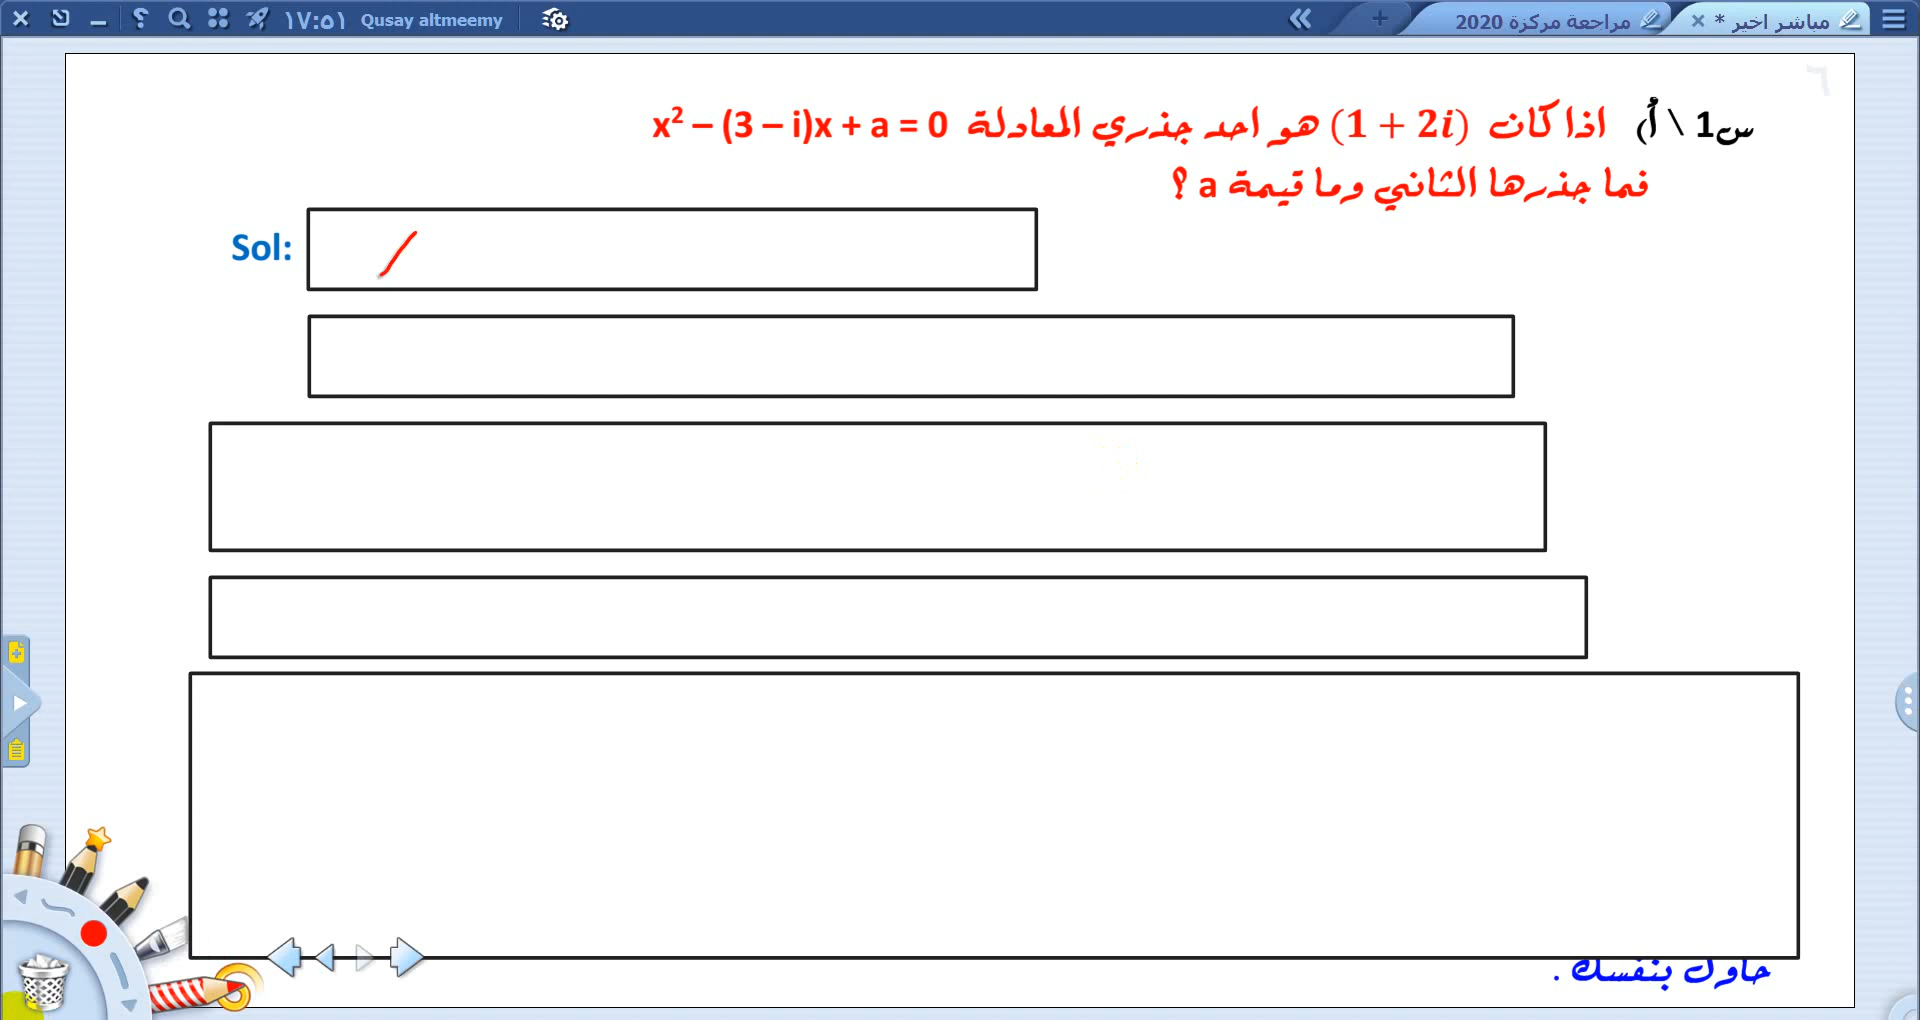 ١٧:٥١ Qusay altmeemy
مراجعة مركزة 2020
مباشر اخير *
٦
س1 \ أ) اذا كانت (1 + 2i) هو احد جذري المعادلة x² – (3 – i)x + a = 0
فما جذرها الثاني وما قيمة a ؟
Sol:
حاول بنفسك .